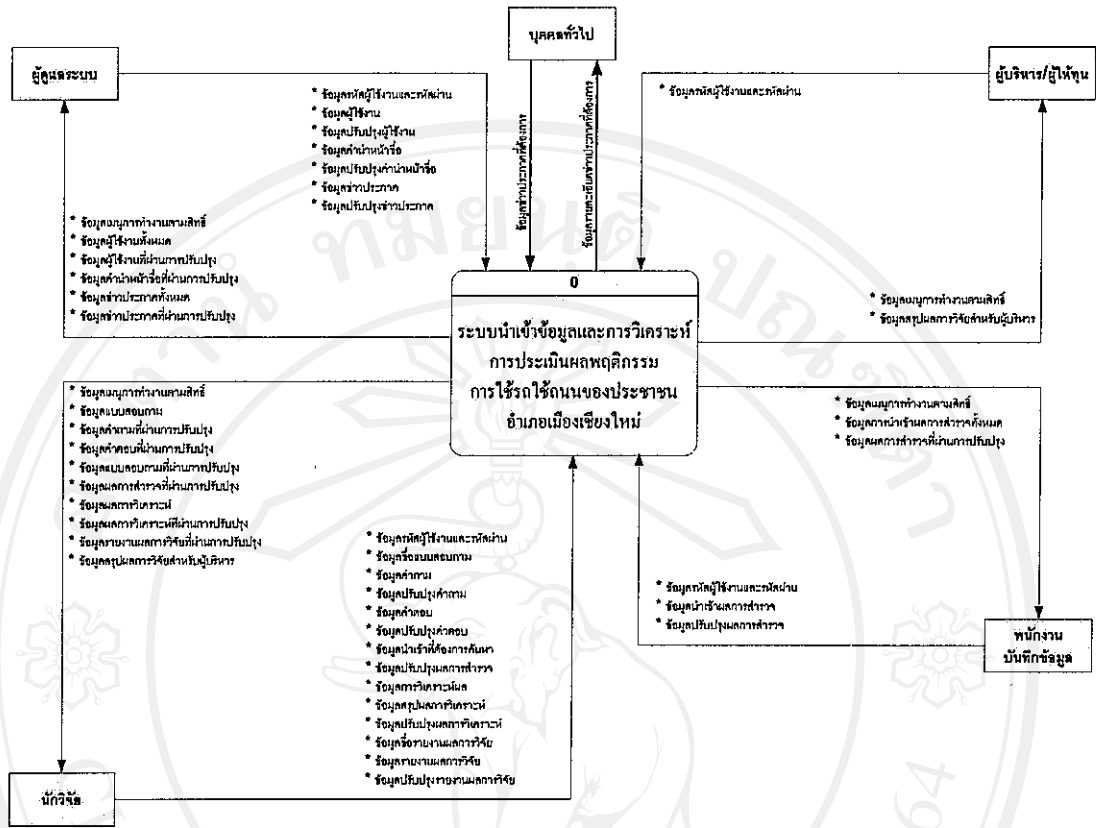 บุคคลทั่วไป
ผู้ดูแลระบบ
ผู้บริหาร/ผู้ให้ทุน
* ข้อมูลรหัสผู้ใช้งานและรหัสผ่าน
* ข้อมูลผู้ใช้งาน
* ข้อมูลปรับปรุงผู้ใช้งาน
* ข้อมูลคำนำหน้าชื่อ
* ข้อมูลปรับปรุงคำนำหน้าชื่อ
* ข้อมูลข่าวประกาศ
* ข้อมูลปรับปรุงข่าวประกาศ
ข้อมูลข่าวประกาศที่ต้องการ
ข้อมูลรายละเอียดข่าวประกาศที่ต้องการ
* ข้อมูลรหัสผู้ใช้งานและรหัสผ่าน
* ข้อมูลเมนูการทำงานตามสิทธิ์
* ข้อมูลผู้ใช้งานทั้งหมด
* ข้อมูลผู้ใช้งานที่ผ่านการปรับปรุง
* ข้อมูลคำนำหน้าชื่อที่ผ่านการปรับปรุง
* ข้อมูลข่าวประกาศทั้งหมด
* ข้อมูลข่าวประกาศที่ผ่านการปรับปรุง
0
ระบบนำเข้าข้อมูลและการวิเคราะห์
การประเมินผลพฤติกรรม
การใช้รถใช้ถนนของประชาชน
อำเภอเมืองเชียงใหม่
* ข้อมูลเมนูการทำงานตามสิทธิ์
* ข้อมูลสรุปผลการวิจัยสำหรับผู้บริหาร
* ข้อมูลเมนูการทำงานตามสิทธิ์
* ข้อมูลแบบสอบถาม
* ข้อมูลคำถามที่ผ่านการปรับปรุง
* ข้อมูลคำตอบที่ผ่านการปรับปรุง
* ข้อมูลแบบสอบถามที่ผ่านการปรับปรุง
* ข้อมูลผลการสำรวจที่ผ่านการปรับปรุง
* ข้อมูลผลการวิเคราะห์
* ข้อมูลผลการวิเคราะห์ที่ผ่านการปรับปรุง
* ข้อมูลรายงานผลการวิจัยที่ผ่านการปรับปรุง
* ข้อมูลสรุปผลการวิจัยสำหรับผู้บริหาร
* ข้อมูลเมนูการทำงานตามสิทธิ์
* ข้อมูลการนำเข้าผลการสำรวจทั้งหมด
* ข้อมูลผลการสำรวจที่ผ่านการปรับปรุง
* ข้อมูลรหัสผู้ใช้งานและรหัสผ่าน
* ข้อมูลชื่อแบบสอบถาม
* ข้อมูลคำถาม
* ข้อมูลปรับปรุงคำถาม
* ข้อมูลคำตอบ
* ข้อมูลปรับปรุงคำตอบ
* ข้อมูลนำเข้าที่ต้องการค้นหา
* ข้อมูลปรับปรุงผลการสำรวจ
* ข้อมูลการวิเคราะห์ผล
* ข้อมูลสรุปผลการวิเคราะห์
* ข้อมูลปรับปรุงผลการวิเคราะห์
* ข้อมูลชื่อรายงานผลการวิจัย
* ข้อมูลรายงานผลการวิจัย
* ข้อมูลปรับปรุงรายงานผลการวิจัย
* ข้อมูลรหัสผู้ใช้งานและรหัสผ่าน
* ข้อมูลนำเข้าผลการสำรวจ
* ข้อมูลปรับปรุงผลการสำรวจ
พนักงาน
บันทึกข้อมูล
นักวิจัย
64